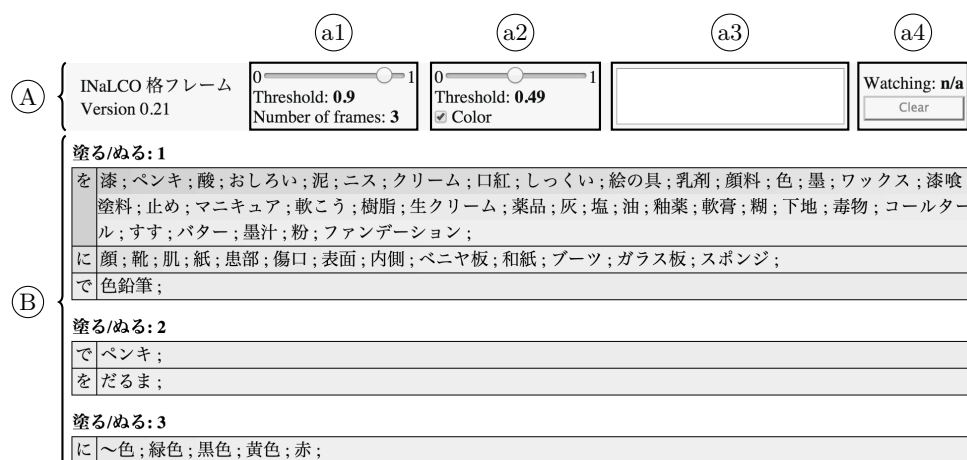 a1 a2 a3 a4
A
INaLCO 格フレーム
Version 0.21
0 1
Threshold: 0.9
Number of frames: 3
0 1
Threshold: 0.49
Color
Watching: n/a
Clear
B
塗る/ぬる: 1
を 漆 ; ペンキ ; 酸 ; おしろい ; 泥 ; ニス ; クリーム ; 口紅 ; しっくい ; 絵の具 ; 乳剤 ; 顔料 ; 色 ; 墨 ; ワックス ; 漆喰
塗料 ; 止め ; マニキュア ; 軟こう ; 樹脂 ; 生クリーム ; 薬品 ; 灰 ; 塩 ; 油 ; 釉薬 ; 軟膏 ; 糊 ; 下地 ; 毒物 ; コールター
ル ; すす ; バター ; 墨汁 ; 粉 ; ファンデーション ;
に 顔 ; 靴 ; 肌 ; 紙 ; 患部 ; 傷口 ; 表面 ; 内側 ; ベニヤ板 ; 和紙 ; ブーツ ; ガラス板 ; スポンジ ;
で 色鉛筆 ;
塗る/ぬる: 2
で ペンキ ;
を だるま ;
塗る/ぬる: 3
に 〜色 ; 緑色 ; 黒色 ; 黄色 ; 赤 ;